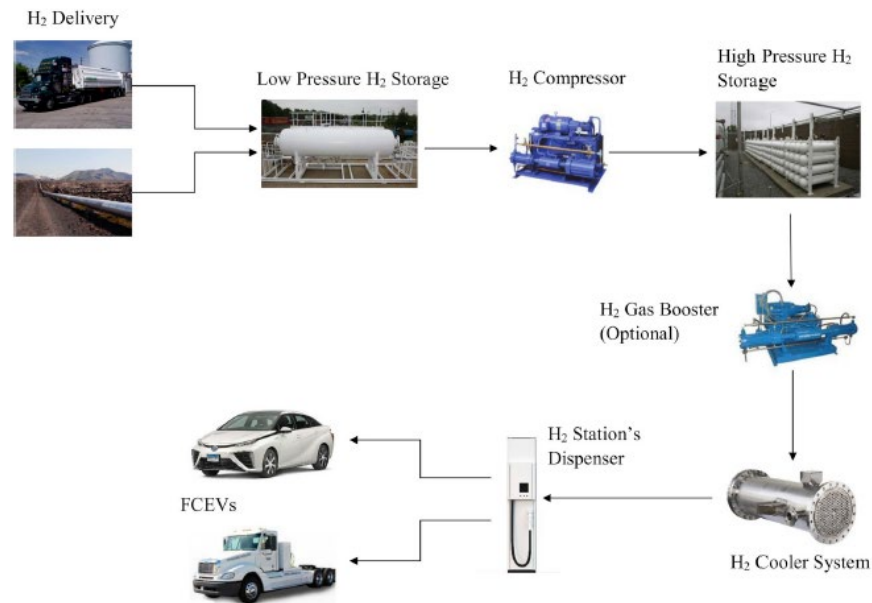 H₂ Delivery
Low Pressure H₂ Storage
H₂ Compressor
High Pressure H₂
Storage
H₂ Gas Booster
(Optional)
H₂ Station's
Dispenser
FCEVs
H₂ Cooler System